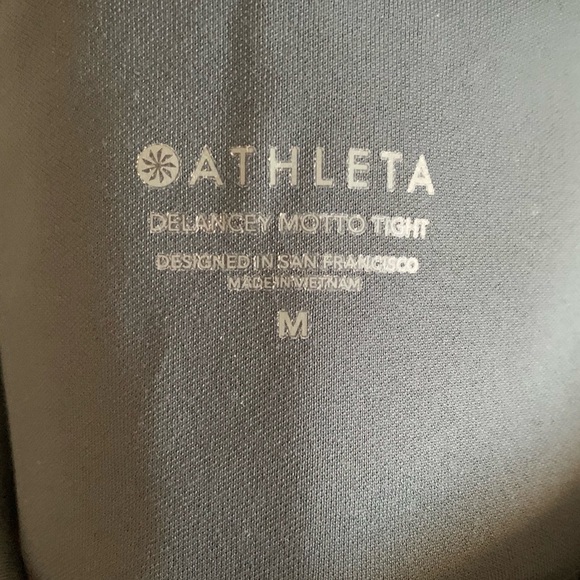 ATHLETA
DELANCEY MOTTO TIGHT
DESIGNED IN SAN FRANCISCO
MADE IN VIETNAM
M